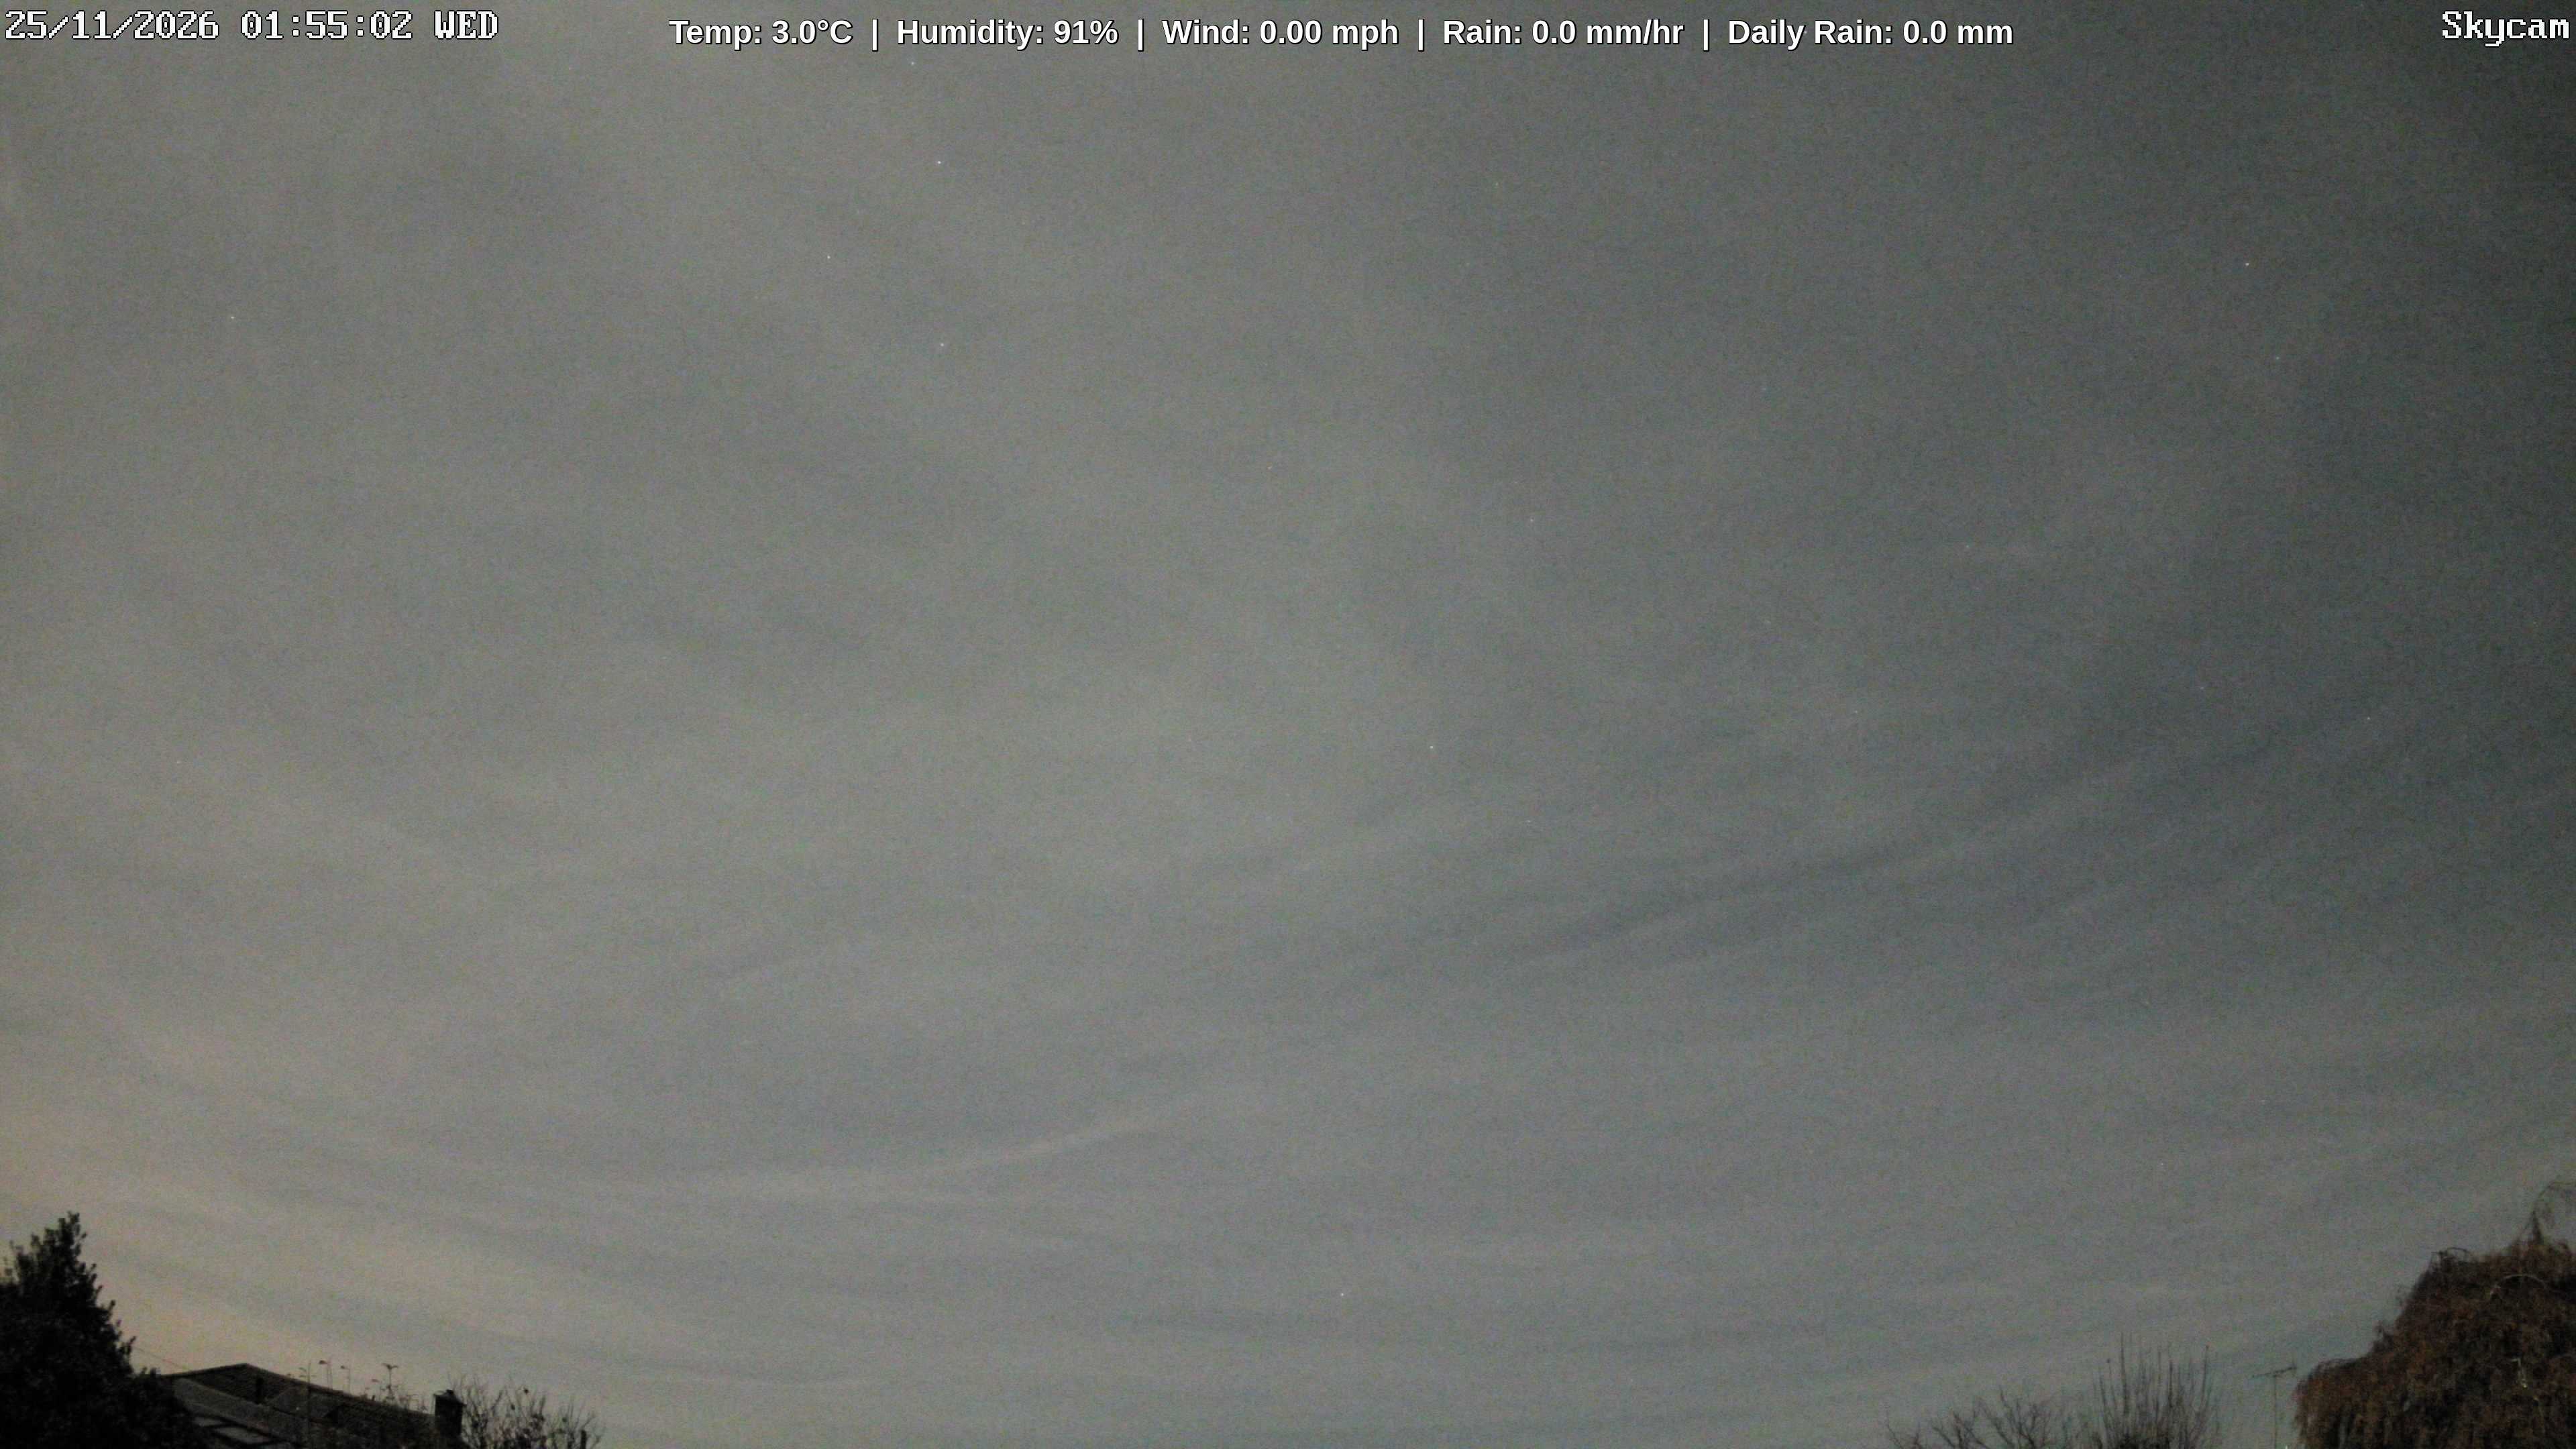 25/11/2026 01:55:02 WED
Temp: 3.0°C | Humidity: 91% | Wind: 0.00 mph | Rain: 0.0 mm/hr | Daily Rain: 0.0 mm
Skycam